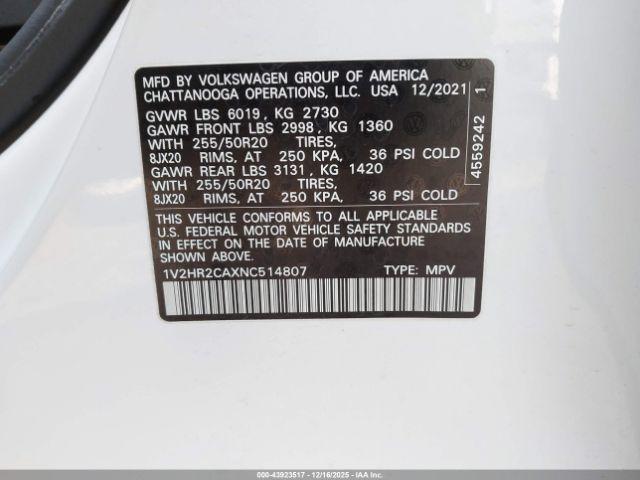 MFD BY VOLKSWAGEN GROUP OF AMERICA
CHATTANOOGA OPERATIONS, LLC. USA 12/2021
GVWR LBS 6019, KG 2730
GAWR FRONT LBS 2998, KG 1360
WITH 255/50R20 TIRES,
8JX20 RIMS, AT 250 KPA, 36 PSI COLD
GAWR REAR LBS 3131, KG 1420
WITH 255/50R20 TIRES,
8JX20 RIMS, AT 250 KPA, 36 PSI COLD
THIS VEHICLE CONFORMS TO ALL APPLICABLE
U.S. FEDERAL MOTOR VEHICLE SAFETY STANDARDS
IN EFFECT ON THE DATE OF MANUFACTURE
SHOWN ABOVE.
1V2HR2CAXNC514807 TYPE: MPV
4559242 1
000-43923517 - 12/16/2025 - IAAI.COM